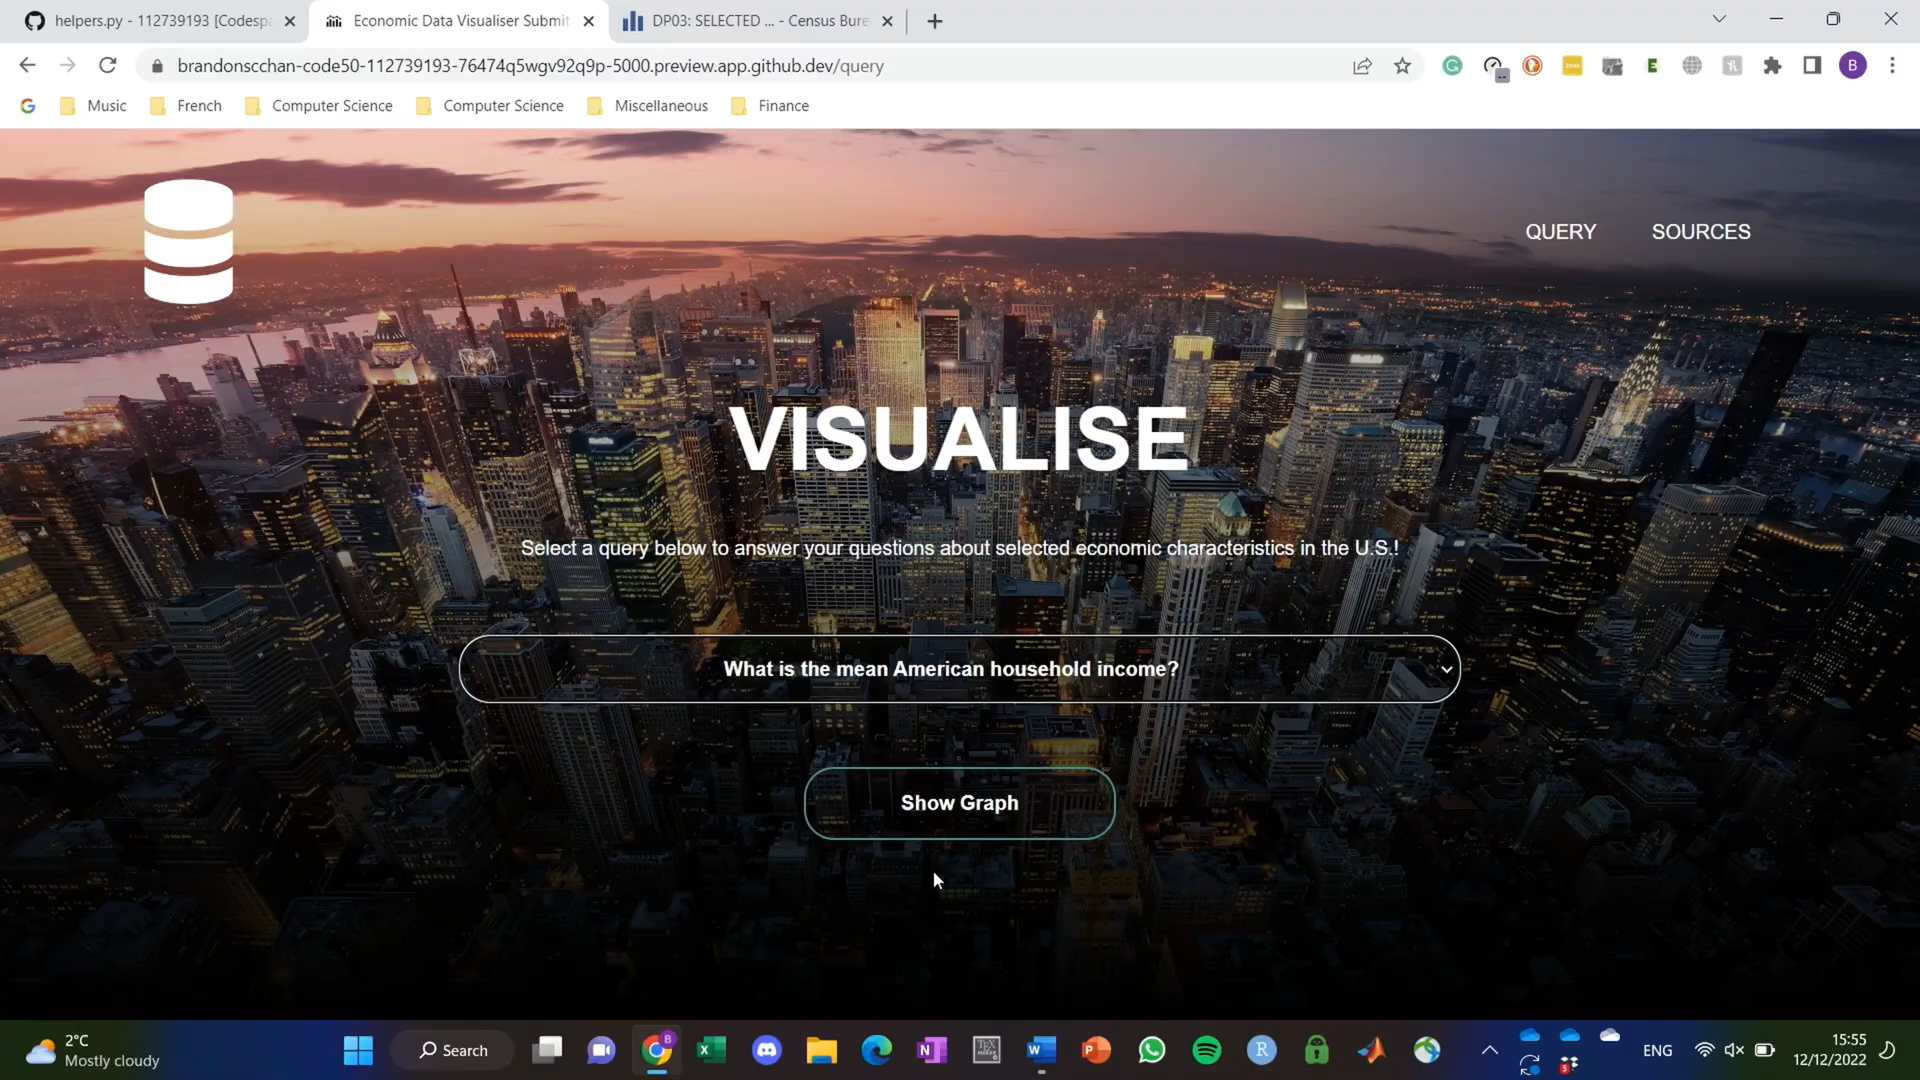 helpers.py - 112739193 [Codespa
Economic Data Visualiser Submit
DP03: SELECTED ... - Census Bure
brandonscchan-code50-112739193-76474q5wgv92q9p-5000.preview.app.github.dev/query
B
Music
French
Computer Science
Computer Science
Miscellaneous
Finance
QUERY
SOURCES
VISUALISE
Select a query below to answer your questions about selected economic characteristics in the U.S.!
What is the mean American household income?
Show Graph
2°C
Mostly cloudy
Search
ENG
15:55
12/12/2022